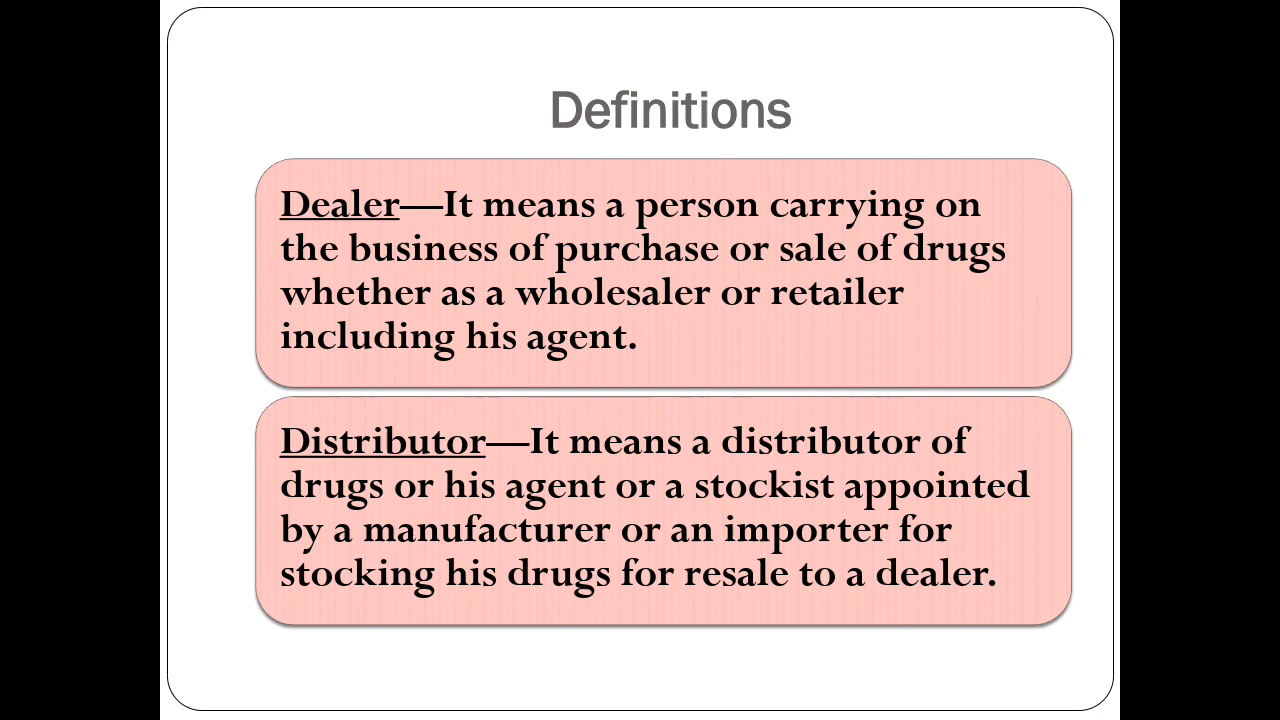 Definitions
Dealer—It means a person carrying on
the business of purchase or sale of drugs
whether as a wholesaler or retailer
including his agent.
Distributor—It means a distributor of
drugs or his agent or a stockist appointed
by a manufacturer or an importer for
stocking his drugs for resale to a dealer.